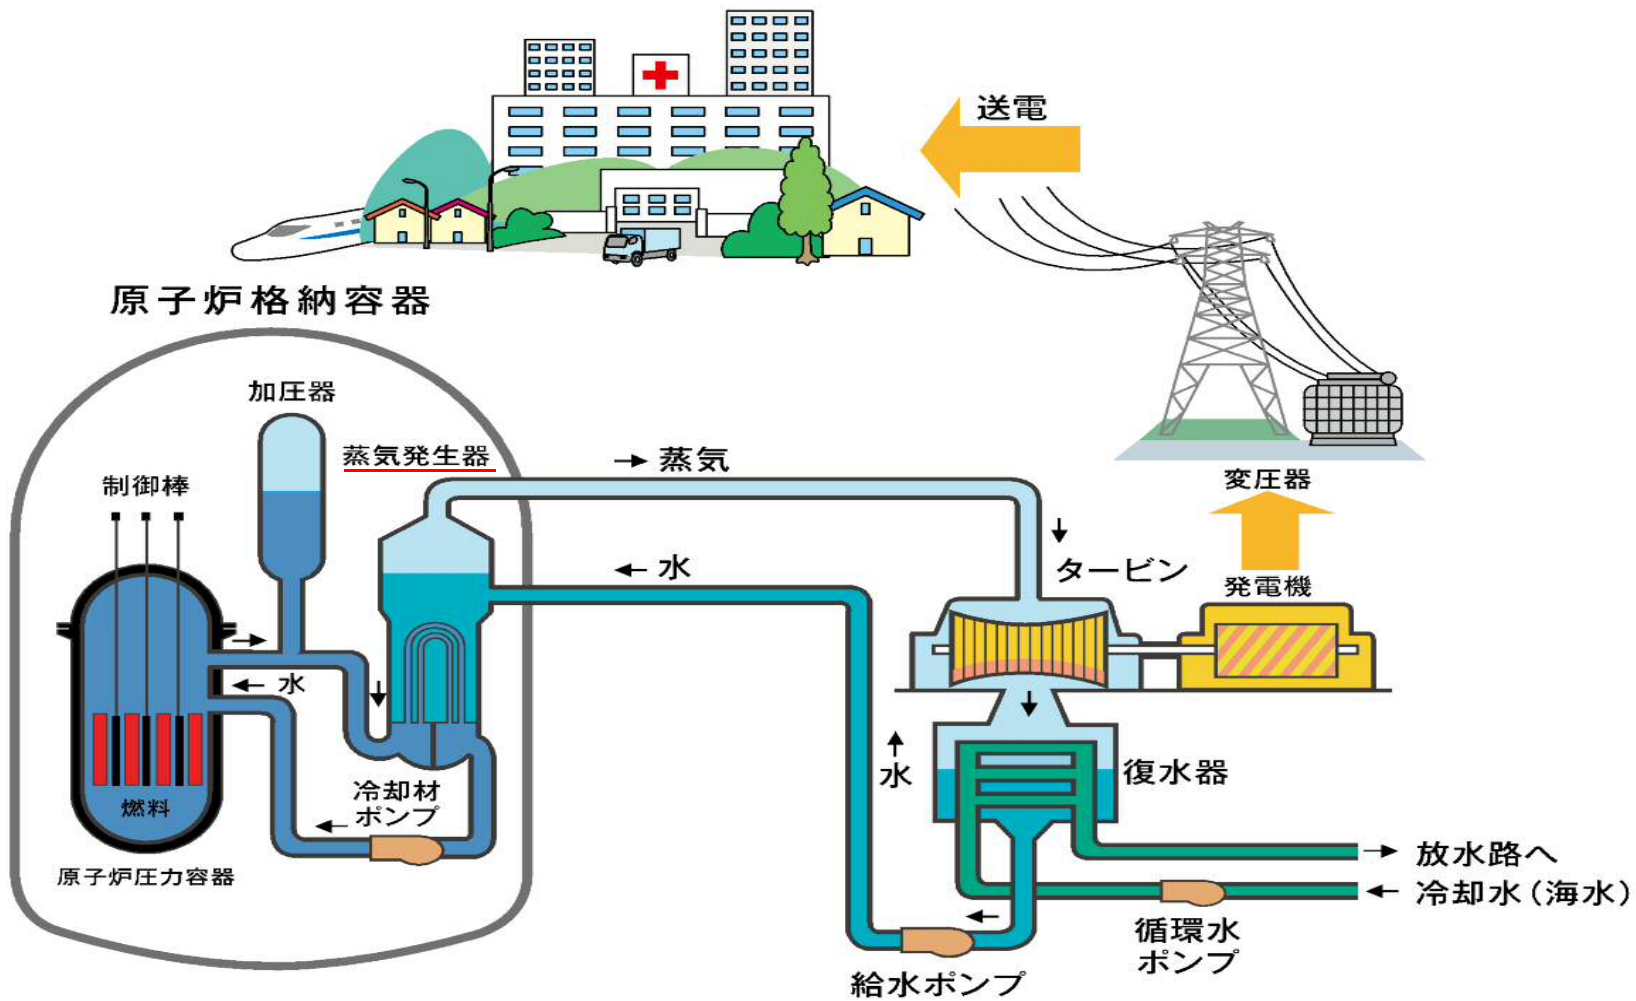 送電
原子炉格納容器
加圧器
蒸気発生器
蒸気
制御棒
変圧器
水
タービン
発電機
水
復水器
水
冷却材
ポンプ
燃料
放水路へ
原子炉圧力容器
冷却水（海水）
循環水
ポンプ
給水ポンプ